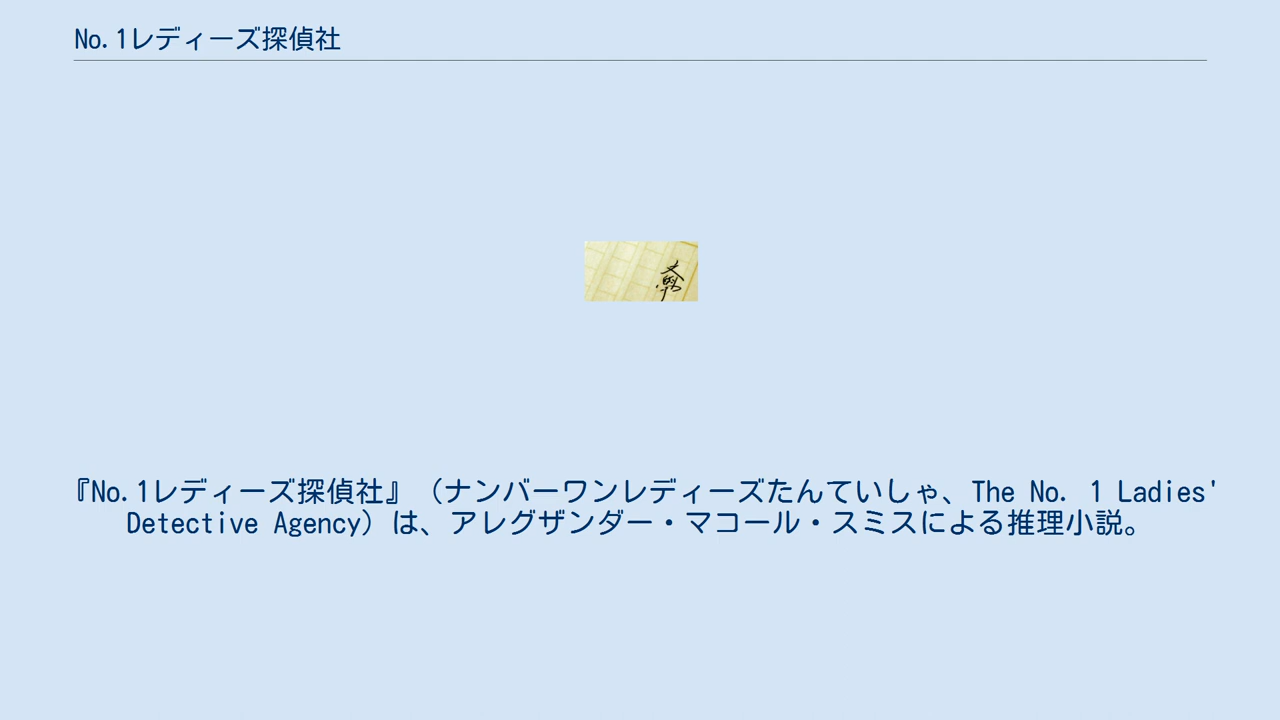 No.1レディーズ探偵社
『No.1レディーズ探偵社』（ナンバーワンレディーズたんていしゃ、The No. 1 Ladies'
Detective Agency）は、アレグザンダー・マコール・スミスによる推理小説。